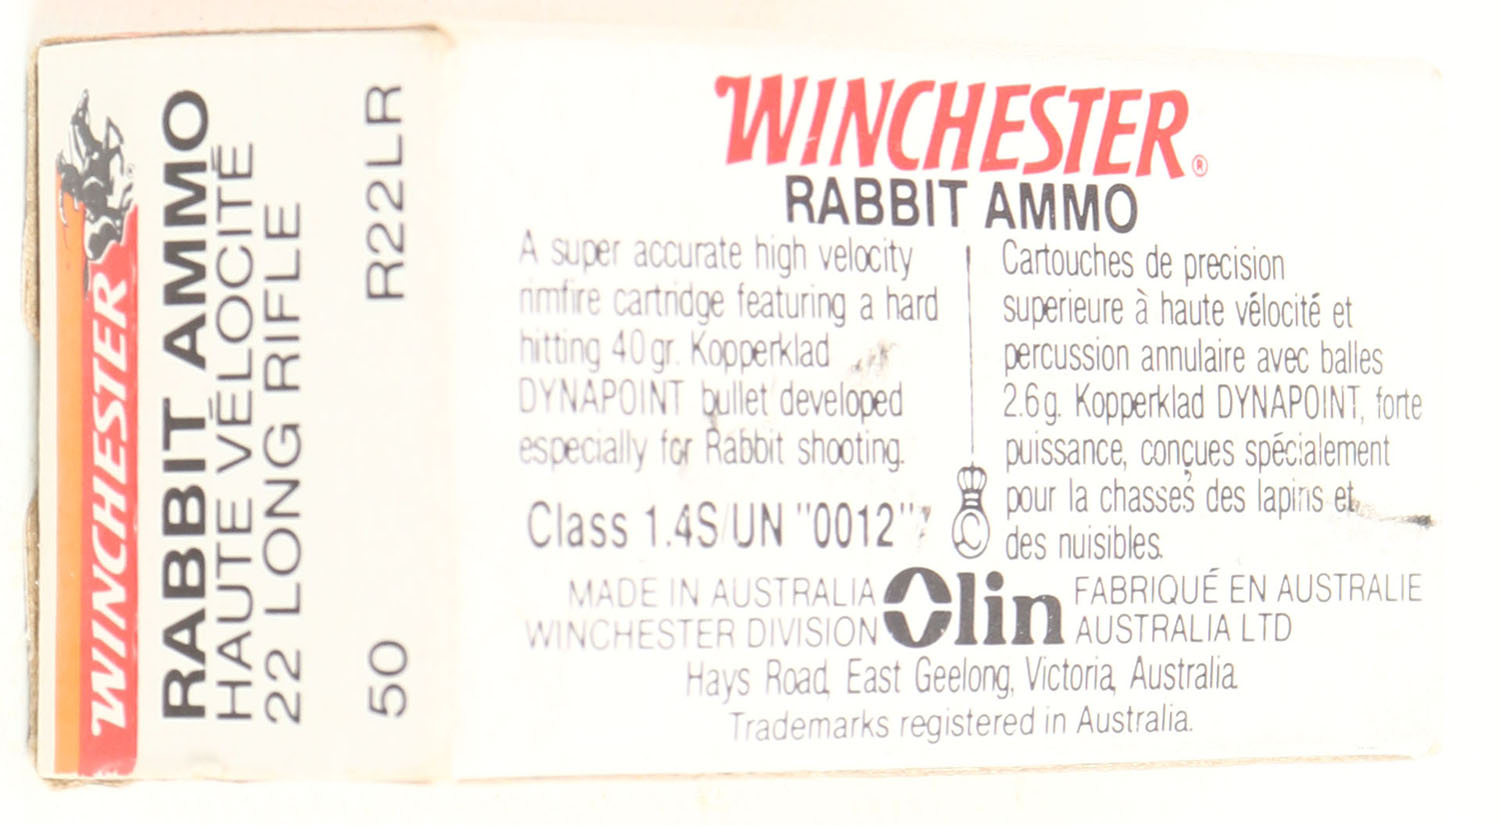 WINCHESTER
RABBIT AMMO
HAUTE VÉLOCITÉ
22 LONG RIFLE
50 R22LR
WINCHESTER®
RABBIT AMMO
A super accurate high velocity
rimfire cartridge featuring a hard
hitting 40gr. Kopperklad
DYNAPOINT bullet developed
especially for Rabbit shooting.
Class 1.4S UN "0012"
Cartouches de precision
superieure à haute vélocité et
percussion annulaire avec balles
2.6g. Kopperklad DYNAPOINT, forte
puissance, conçues spécialement
pour la chasses des lapins et
des nuisibles.
MADE IN AUSTRALIA Olin FABRIQUÉ EN AUSTRALIE
WINCHESTER DIVISION AUSTRALIA LTD
Hays Road, East Geelong, Victoria, Australia
Trademarks registered in Australia.